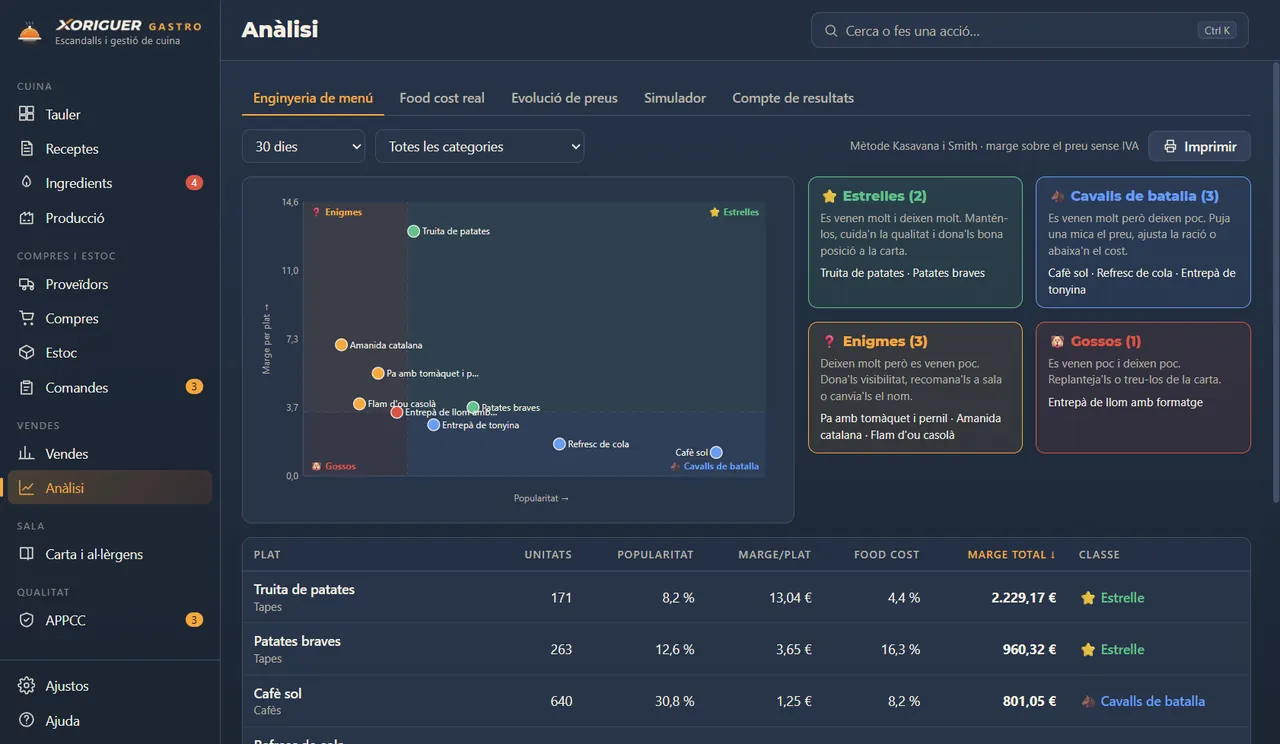 XORIGUER GASTRO
Escandalls i gestió de cuina
CUINA
Tauler
Receptes
Ingredients 4
Producció
COMPRES I ESTOC
Proveïdors
Compres
Estoc
Comandes 3
VENDES
Vendes
Anàlisi
SALA
Carta i al·lèrgens
QUALITAT
APPCC 3
Ajustos
Ajuda
Anàlisi
Cerca o fes una acció... Ctrl K
Enginyeria de menú Food cost real Evolució de preus Simulador Compte de resultats
30 dies Totes les categories Mètode Kasavana i Smith · marge sobre el preu sense IVA Imprimir
14,6
11,0
7,3
3,7
0,0
Marge per plat →
Popularitat →
Enigmes
Estrelles
Truita de patates
Amanida catalana
Pa amb tomàquet i p...
Flam d'ou casolà
Entrepà de llom amb...
Patates braves
Entrepà de tonyina
Refresc de cola
Cafè sol
Gossos
Cavalls de batalla
Estrelles (2)
Es venen molt i deixen molt. Mantén-
los, cuida'n la qualitat i dona'ls bona
posició a la carta.
Truita de patates · Patates braves
Cavalls de batalla (3)
Es venen molt però deixen poc. Puja
una mica el preu, ajusta la ració o
abaixa'n el cost.
Cafè sol · Refresc de cola · Entrepà de
tonyina
Enigmes (3)
Deixen molt però es venen poc.
Dona'ls visibilitat, recomana'ls a sala
o canvia'ls el nom.
Pa amb tomàquet i pernil · Amanida
catalana · Flam d'ou casolà
Gossos (1)
Es venen poc i deixen poc.
Replanteja'ls o treu-los de la carta.
Entrepà de llom amb formatge
PLAT UNITATS POPULARITAT MARGE/PLAT FOOD COST MARGE TOTAL ↓ CLASSE
Truita de patates
Tapes
171 8,2 % 13,04 € 4,4 % 2.229,17 € Estrelle
Patates braves
Tapes
263 12,6 % 3,65 € 16,3 % 960,32 € Estrelle
Cafè sol
Cafès
640 30,8 % 1,25 € 8,2 % 801,05 € Cavalls de batalla
Refresc de cola